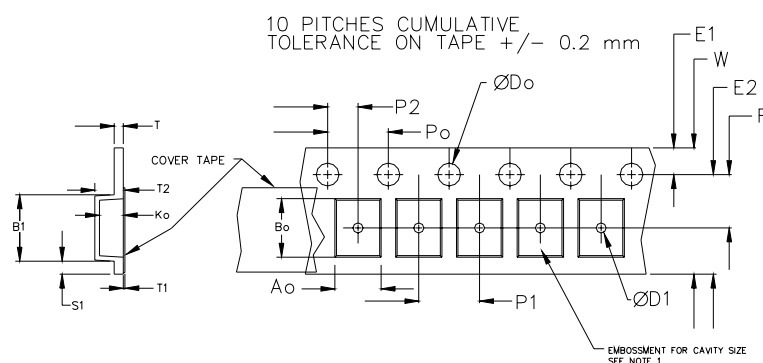 10 PITCHES CUMULATIVE
TOLERANCE ON TAPE +/- 0.2 mm
E1
W
E2
F
ØDo
P2
Po
T
COVER TAPE
T2
Ko
B1
Bo
S1
T1
Ao
P1
ØD1
EMBOSSMENT FOR CAVITY SIZE
SEE NOTE 1